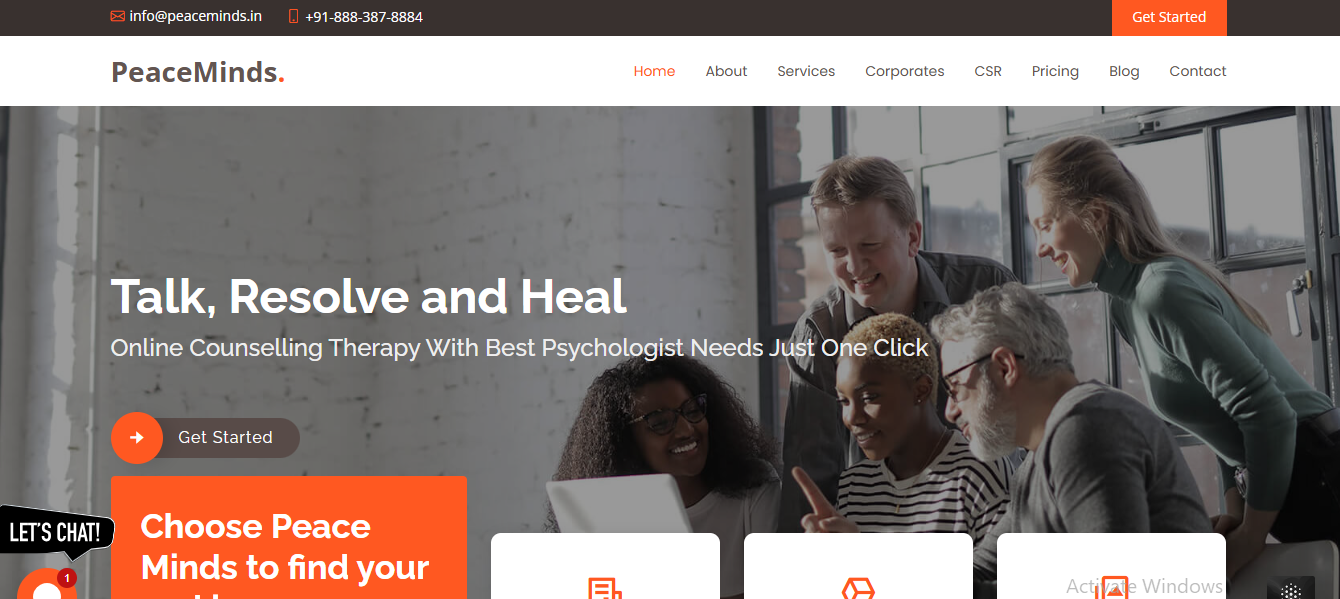 info@peaceminds.in +91-888-387-8884 Get Started
PeaceMinds. Home About Services Corporates CSR Pricing Blog Contact
Talk, Resolve and Heal
Online Counselling Therapy With Best Psychologist Needs Just One Click
Get Started
Choose Peace
Minds to find your
LET'S CHAT!
1
Activate Windows